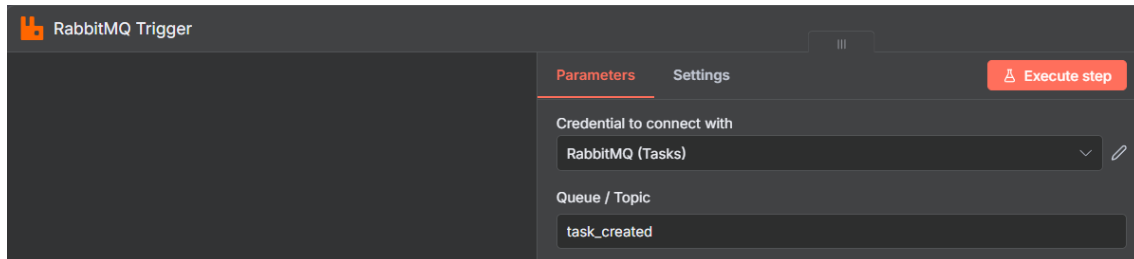 RabbitMQ Trigger
Parameters Settings Execute step
Credential to connect with
RabbitMQ (Tasks)
Queue / Topic
task_created